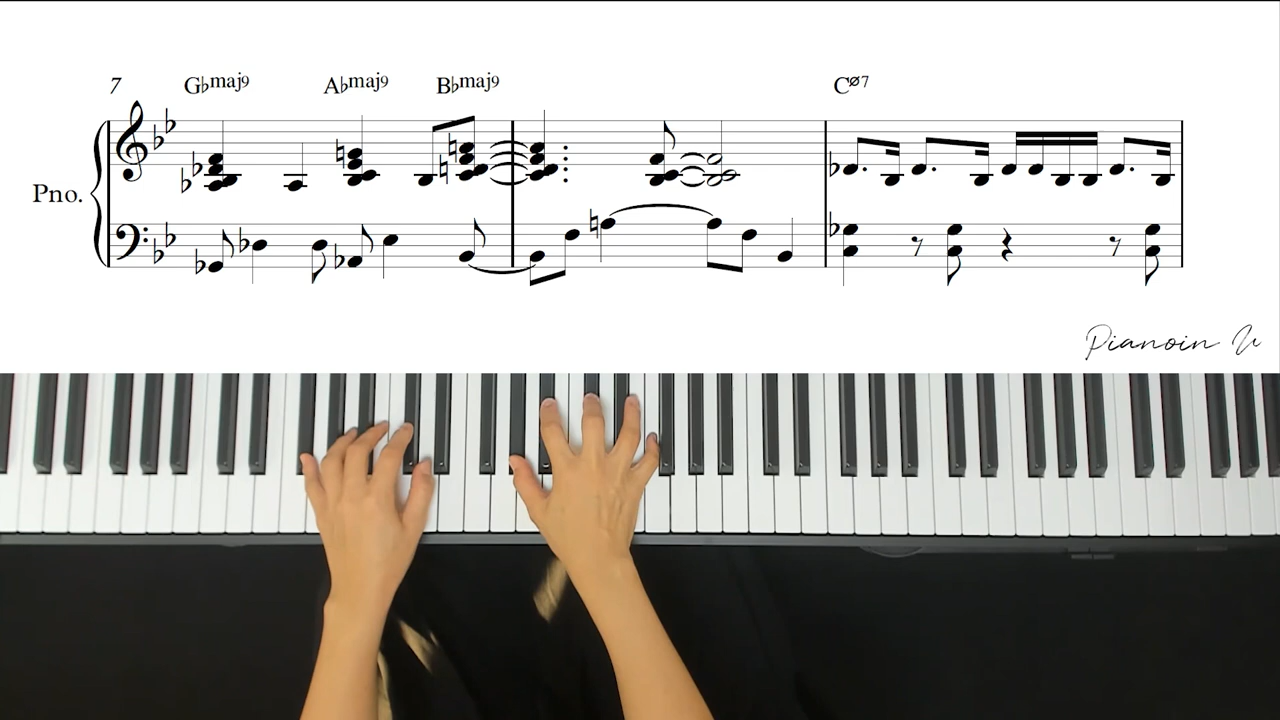 7 G♭maj9 A♭maj9 B♭maj9 Cø7
Pno.
Pianoin U